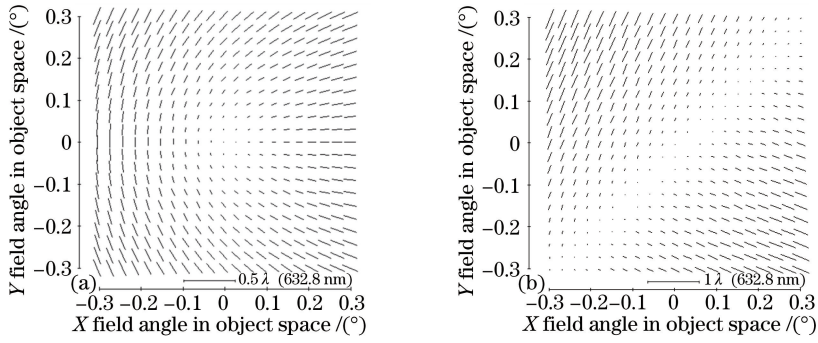 0.3
0.2
0.1
0
−0.1
−0.2
−0.3
Y field angle in object space /(°)
(a)
0.5 λ (632.8 nm)
−0.3 −0.2 −0.1 0 0.1 0.2 0.3
X field angle in object space /(°)
0.3
0.2
0.1
0
−0.1
−0.2
−0.3
Y field angle in object space /(°)
(b)
1 λ (632.8 nm)
−0.3 −0.2 −0.1 0 0.1 0.2 0.3
X field angle in object space /(°)